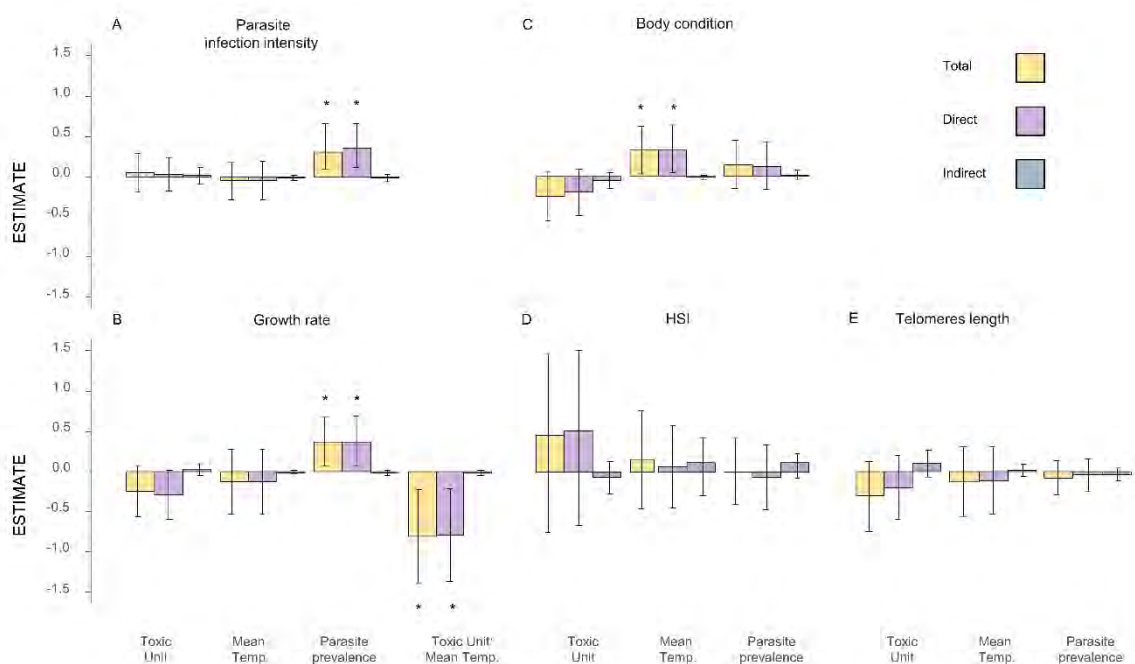 A
Parasite
infection intensity
C
Body condition
Total
Direct
Indirect
1.5
1.0
0.5
0.0
-0.5
-1.0
-1.5
ESTIMATE
* *
* *
B
Growth rate
D
HSI
E
Telomeres length
1.5
1.0
0.5
0.0
-0.5
-1.0
-1.5
ESTIMATE
* *
* *
Toxic
Unit
Mean
Temp.
Parasite
prevalence
Toxic Unit:
Mean Temp.
Toxic
Unit
Mean
Temp.
Parasite
prevalence
Toxic
Unit
Mean
Temp.
Parasite
prevalence